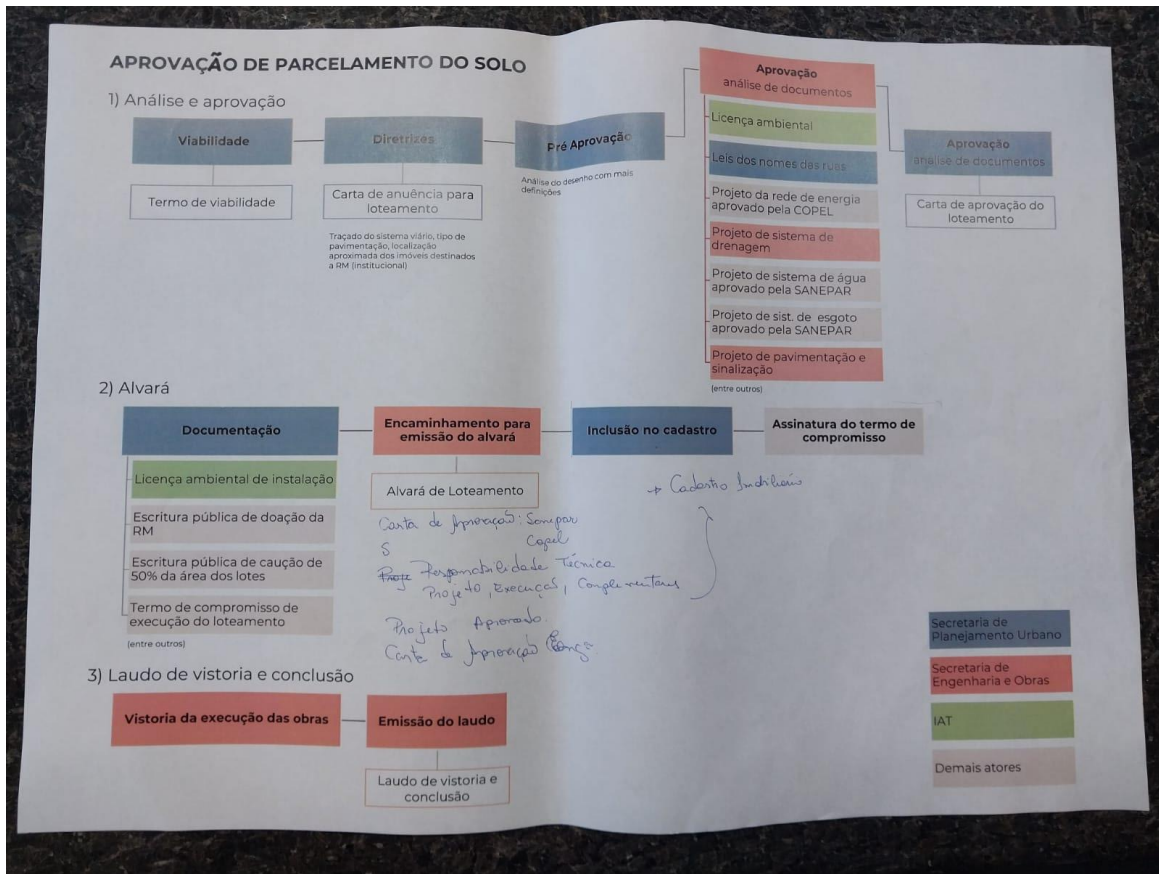 APROVAÇÃO DE PARCELAMENTO DO SOLO
1) Análise e aprovação
Viabilidade
Termo de viabilidade
Diretrizes
Carta de anuência para
loteamento
Traçado do sistema viário, tipo de
pavimentação, localização
aproximada dos imóveis destinados
a RM (institucional)
Pré Aprovação
Análise do desenho com mais
definições
Aprovação
análise de documentos
Licença ambiental
Leis dos nomes das ruas
Projeto da rede de energia
aprovado pela COPEL
Projeto de sistema de
drenagem
Projeto de sistema de água
aprovado pela SANEPAR
Projeto de sist. de esgoto
aprovado pela SANEPAR
Projeto de pavimentação e
sinalização
(entre outros)
Aprovação
análise de documentos
Carta de aprovação do
loteamento
2) Alvará
Documentação
Licença ambiental de instalação
Escritura pública de doação da
RM
Escritura pública de caução de
50% da área dos lotes
Termo de compromisso de
execução do loteamento
(entre outros)
Encaminhamento para
emissão do alvará
Alvará de Loteamento
Carta de Aprovação: Sanepar
Copel
Responsabilidade Técnica
Projeto, Execução, Complementares
Projeto Aprovado.
Carta de Aprovação
Inclusão no cadastro
→ Cadastro Imobiliário
Assinatura do termo de
compromisso
3) Laudo de vistoria e conclusão
Vistoria da execução das obras
Emissão do laudo
Laudo de vistoria e
conclusão
Secretaria de
Planejamento Urbano
Secretaria de
Engenharia e Obras
IAT
Demais atores